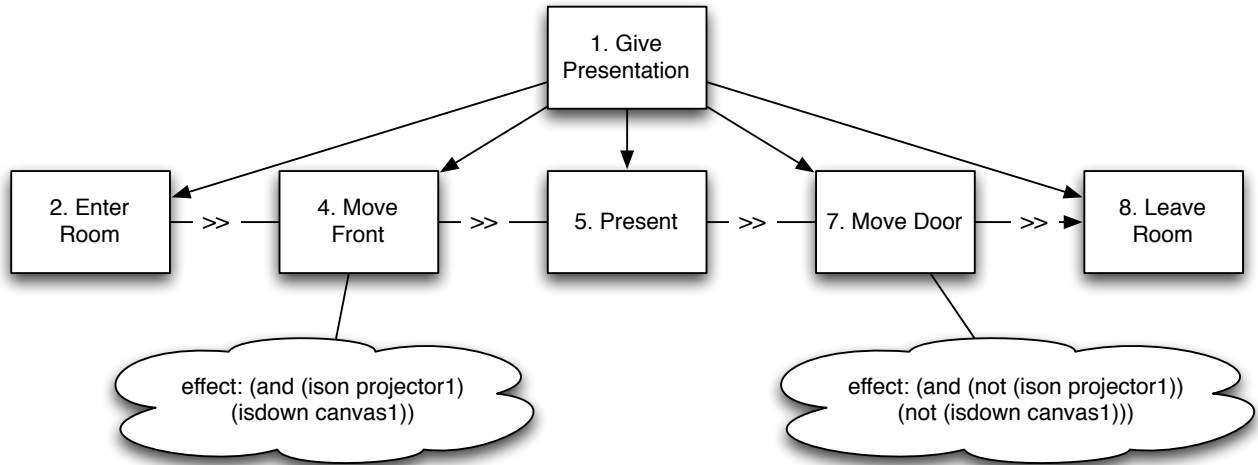 1. Give
Presentation
2. Enter
Room
>>
4. Move
Front
>>
5. Present
>>
7. Move Door
>>
8. Leave
Room
effect: (and (ison projector1)
(isdown canvas1))
effect: (and (not (ison projector1))
(not (isdown canvas1)))